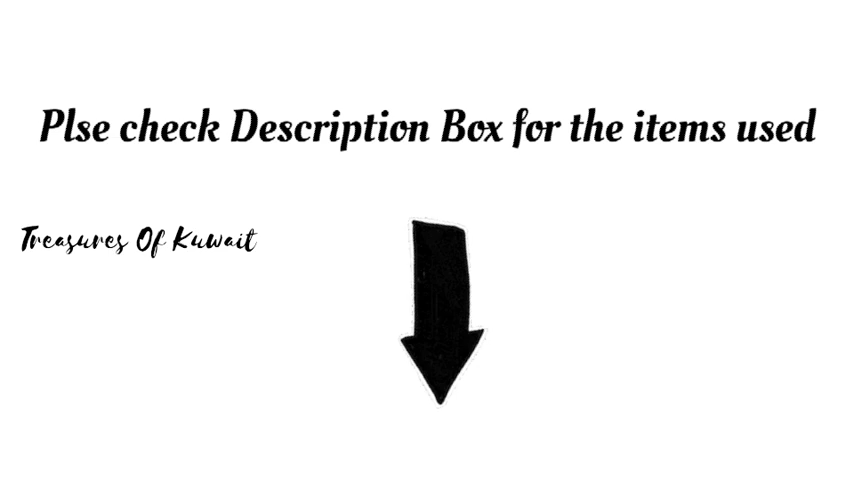 Plse check Description Box for the items used
Treasures Of Kuwait